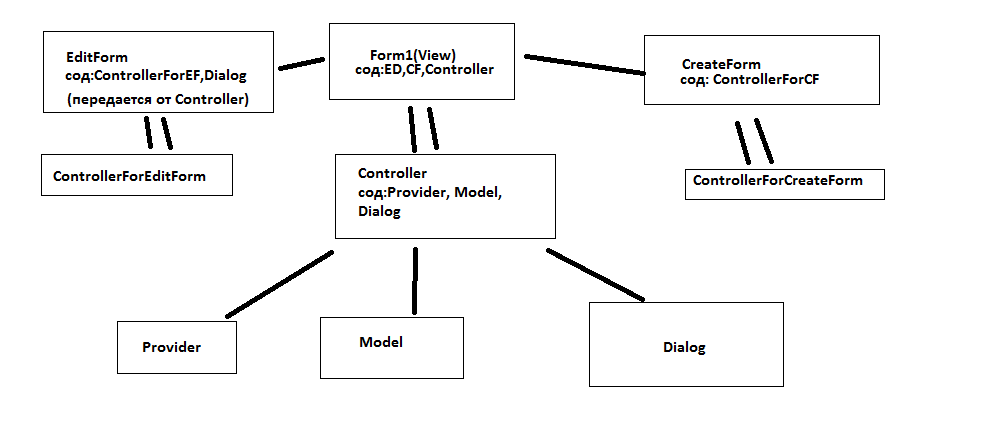 EditForm
сод:ControllerForEF,Dialog
(передается от Controller)
Form1(View)
сод:ED,CF,Controller
CreateForm
сод: ControllerForCF
ControllerForEditForm
Controller
сод:Provider, Model,
Dialog
ControllerForCreateForm
Provider
Model
Dialog